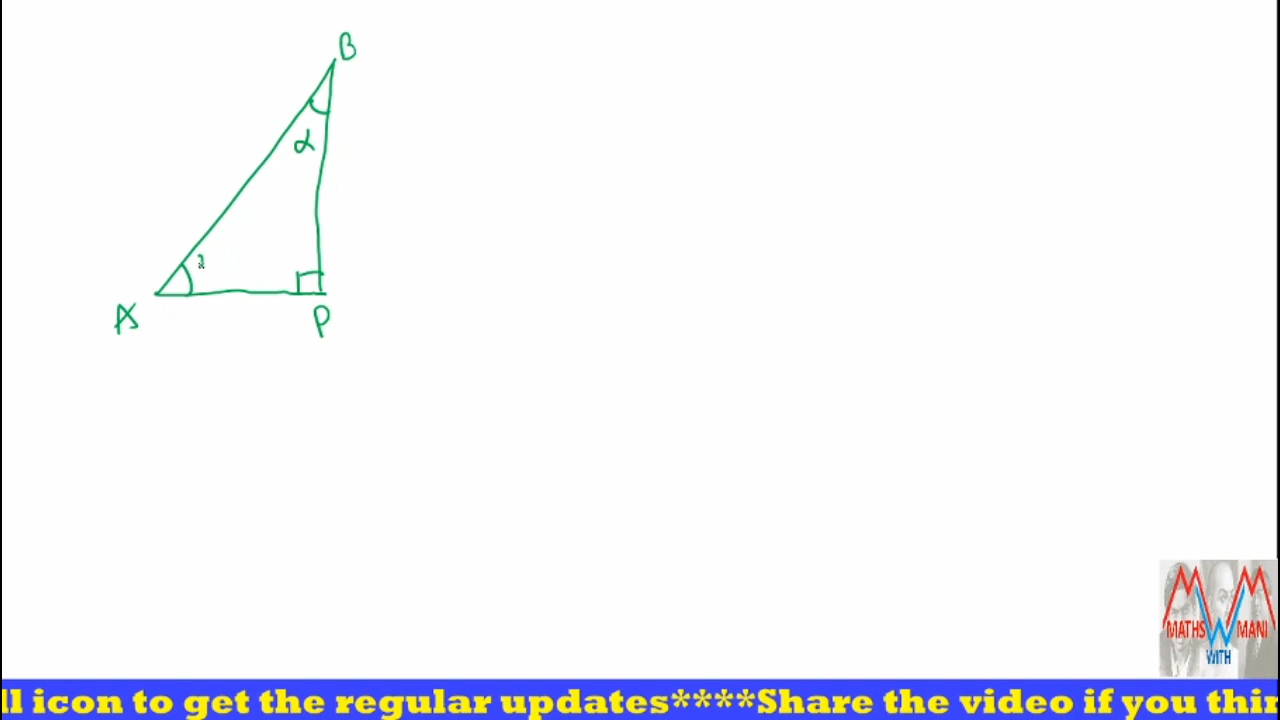 B
α
A
P
MATHS WITH MANI
ll icon to get the regular updates****Share the video if you thin